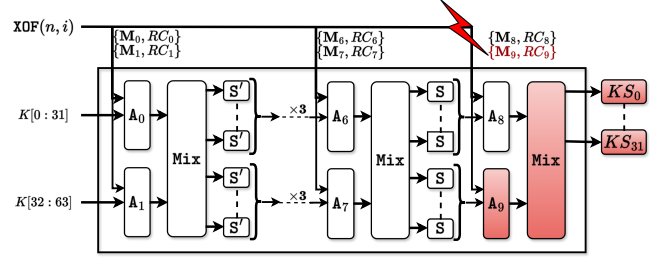 XOF(n, i)
{M₀, RC₀}
{M₁, RC₁}
{M₆, RC₆}
{M₇, RC₇}
{M₈, RC₈}
{M₉, RC₉}
K[0 : 31]
A₀
Mix
S′
S′
×3
A₆
Mix
S
S
A₈
Mix
KS₀
KS₃₁
K[32 : 63]
A₁
S′
S′
×3
A₇
S
S
A₉